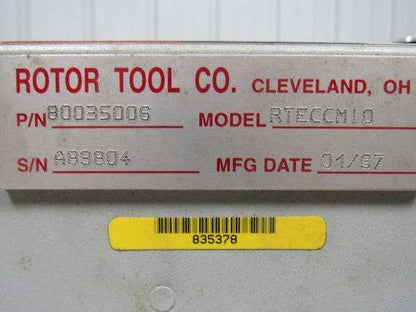 ROTOR TOOL CO. CLEVELAND, OH
P/N 80035006 MODEL RTECCM10
S/N A83804 MFG DATE 01/97
835378